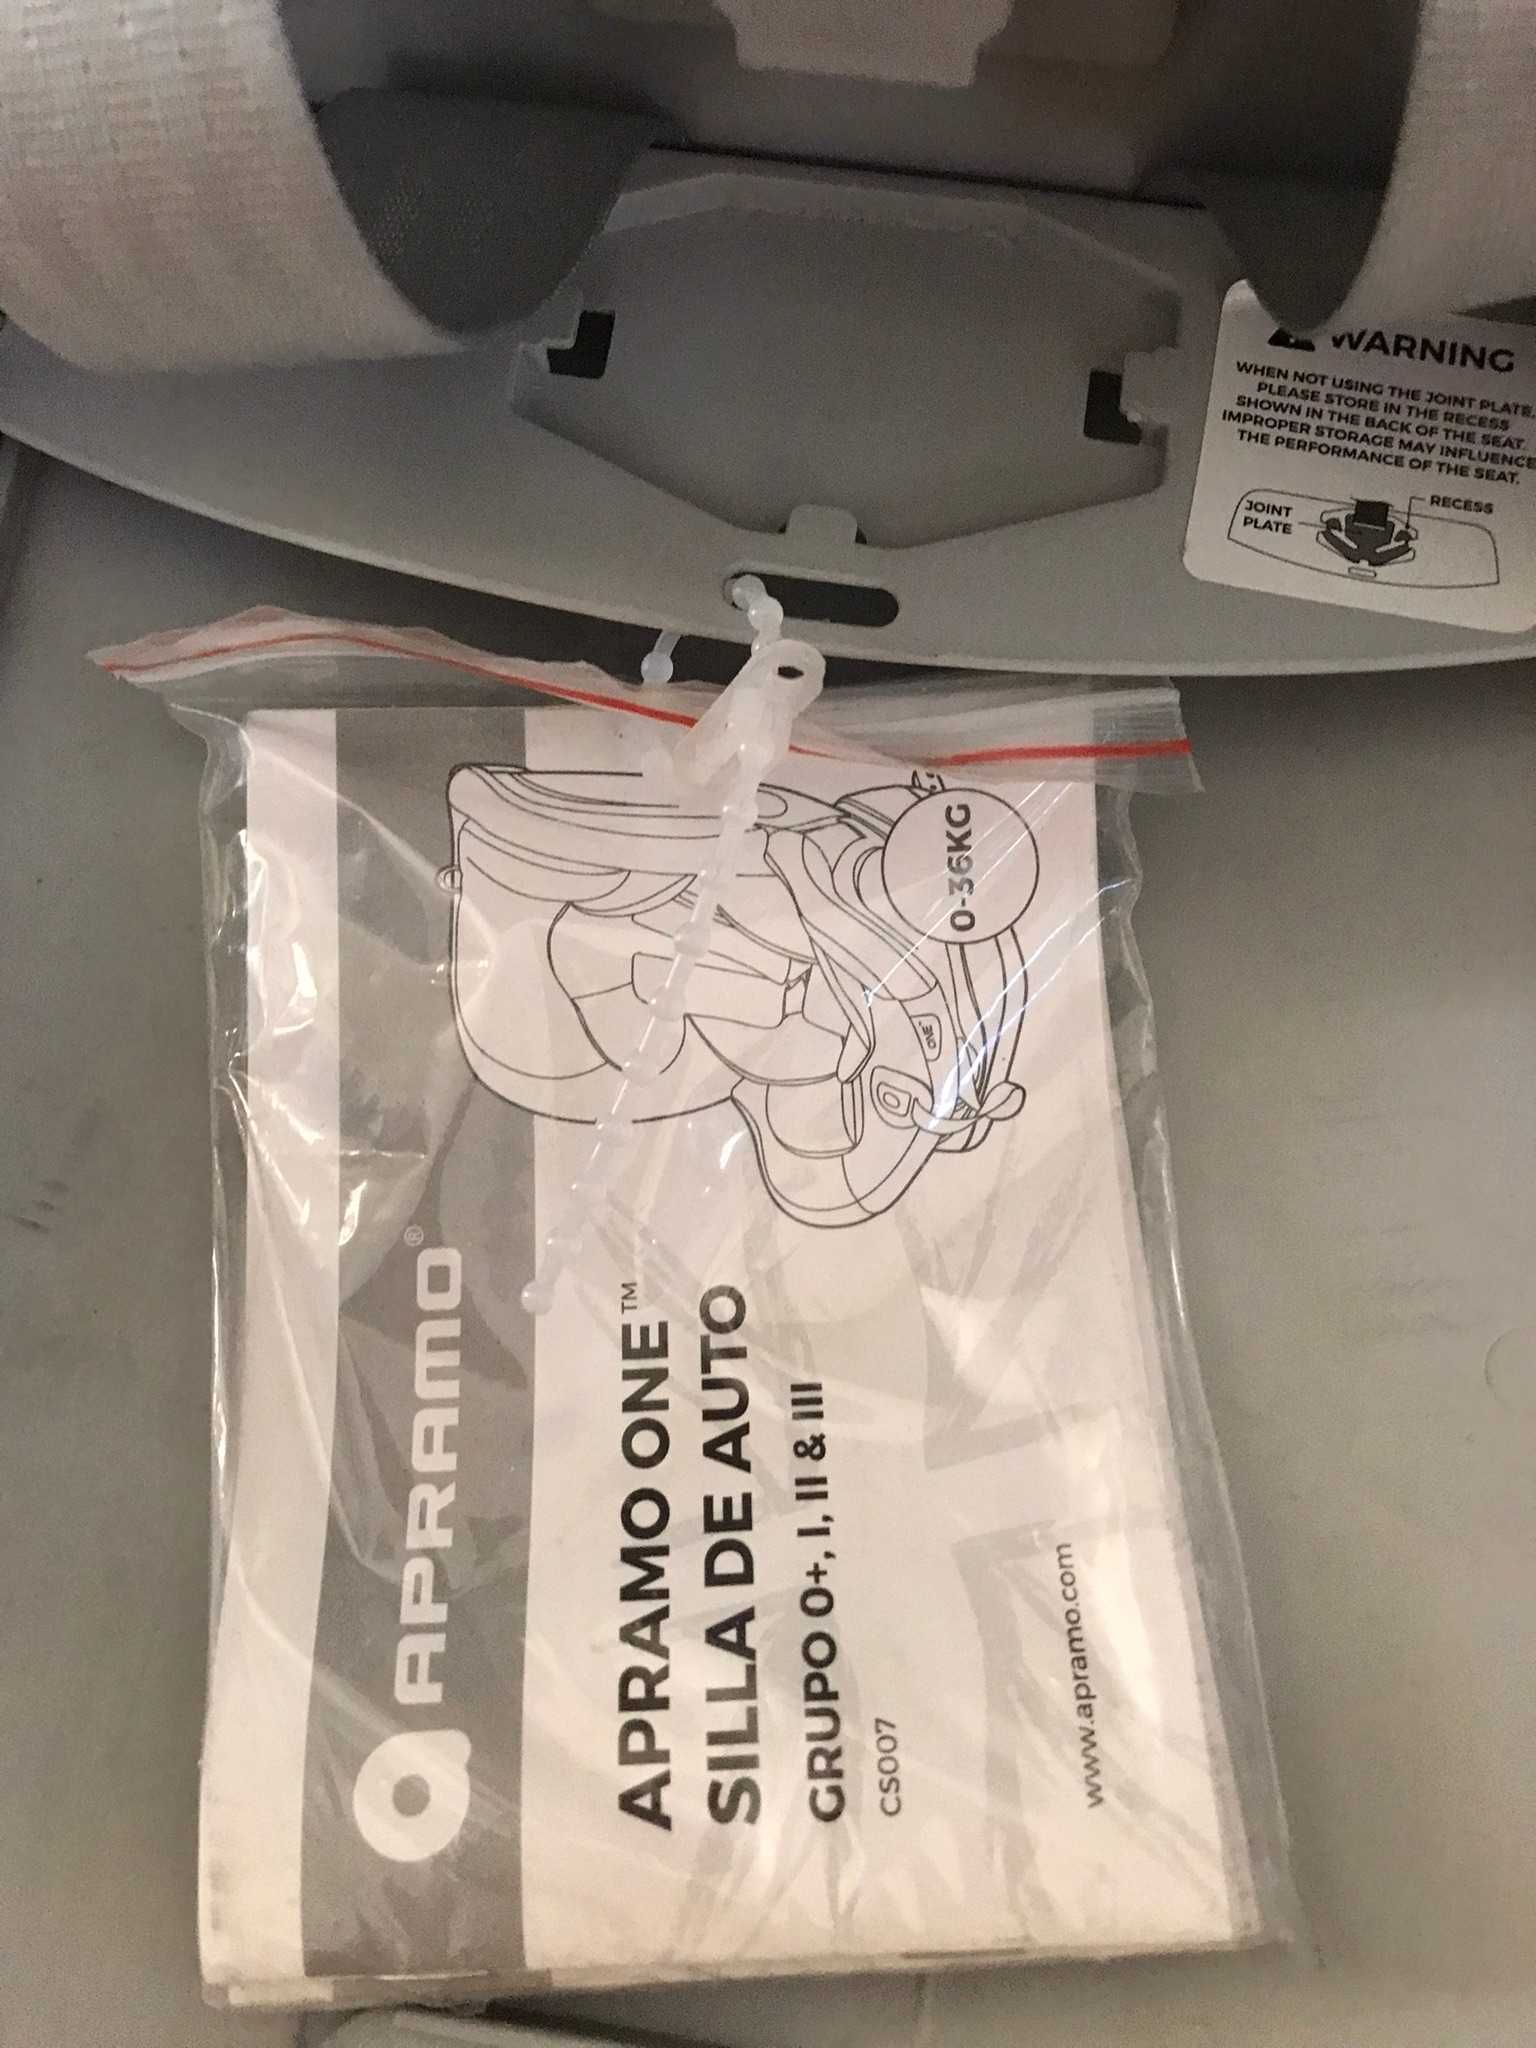 WARNING
WHEN NOT USING THE JOINT PLATE,
PLEASE STORE IN THE RECESS
SHOWN IN THE BACK OF THE SEAT.
IMPROPER STORAGE MAY INFLUENCE
THE PERFORMANCE OF THE SEAT.
JOINT
PLATE
RECESS
APRAMO®
APRAMO ONE™
SILLA DE AUTO
GRUPO 0+, I, II & III
CS007
www.apramo.com
0-36KG
ONE